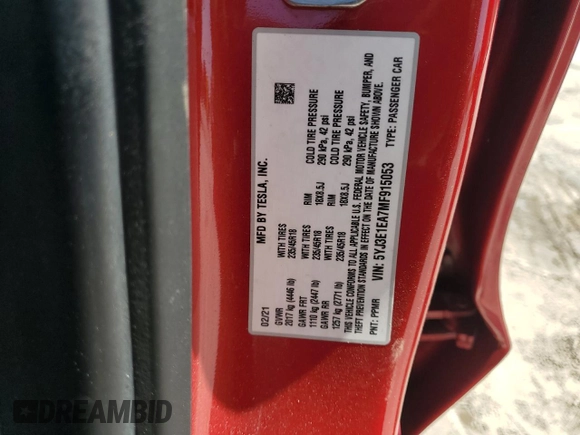 MFD BY TESLA, INC.
02/21
GVWR
2017 kg (4446 lb)
GAWR FRT WITH TIRES RIM COLD TIRE PRESSURE
1110 kg (2447 lb) 235/45R18 18X8.5J 290 kPa, 42 psi
GAWR RR WITH TIRES RIM COLD TIRE PRESSURE
1257 kg (2771 lb) 235/45R18 18X8.5J 290 kPa, 42 psi
THIS VEHICLE CONFORMS TO ALL APPLICABLE U.S. FEDERAL MOTOR VEHICLE SAFETY, BUMPER, AND
THEFT PREVENTION STANDARDS IN EFFECT ON THE DATE OF MANUFACTURE SHOWN ABOVE.
VIN: 5YJ3E1EA7MF915053
PNT: PPMR TYPE: PASSENGER CAR
DREAMBID